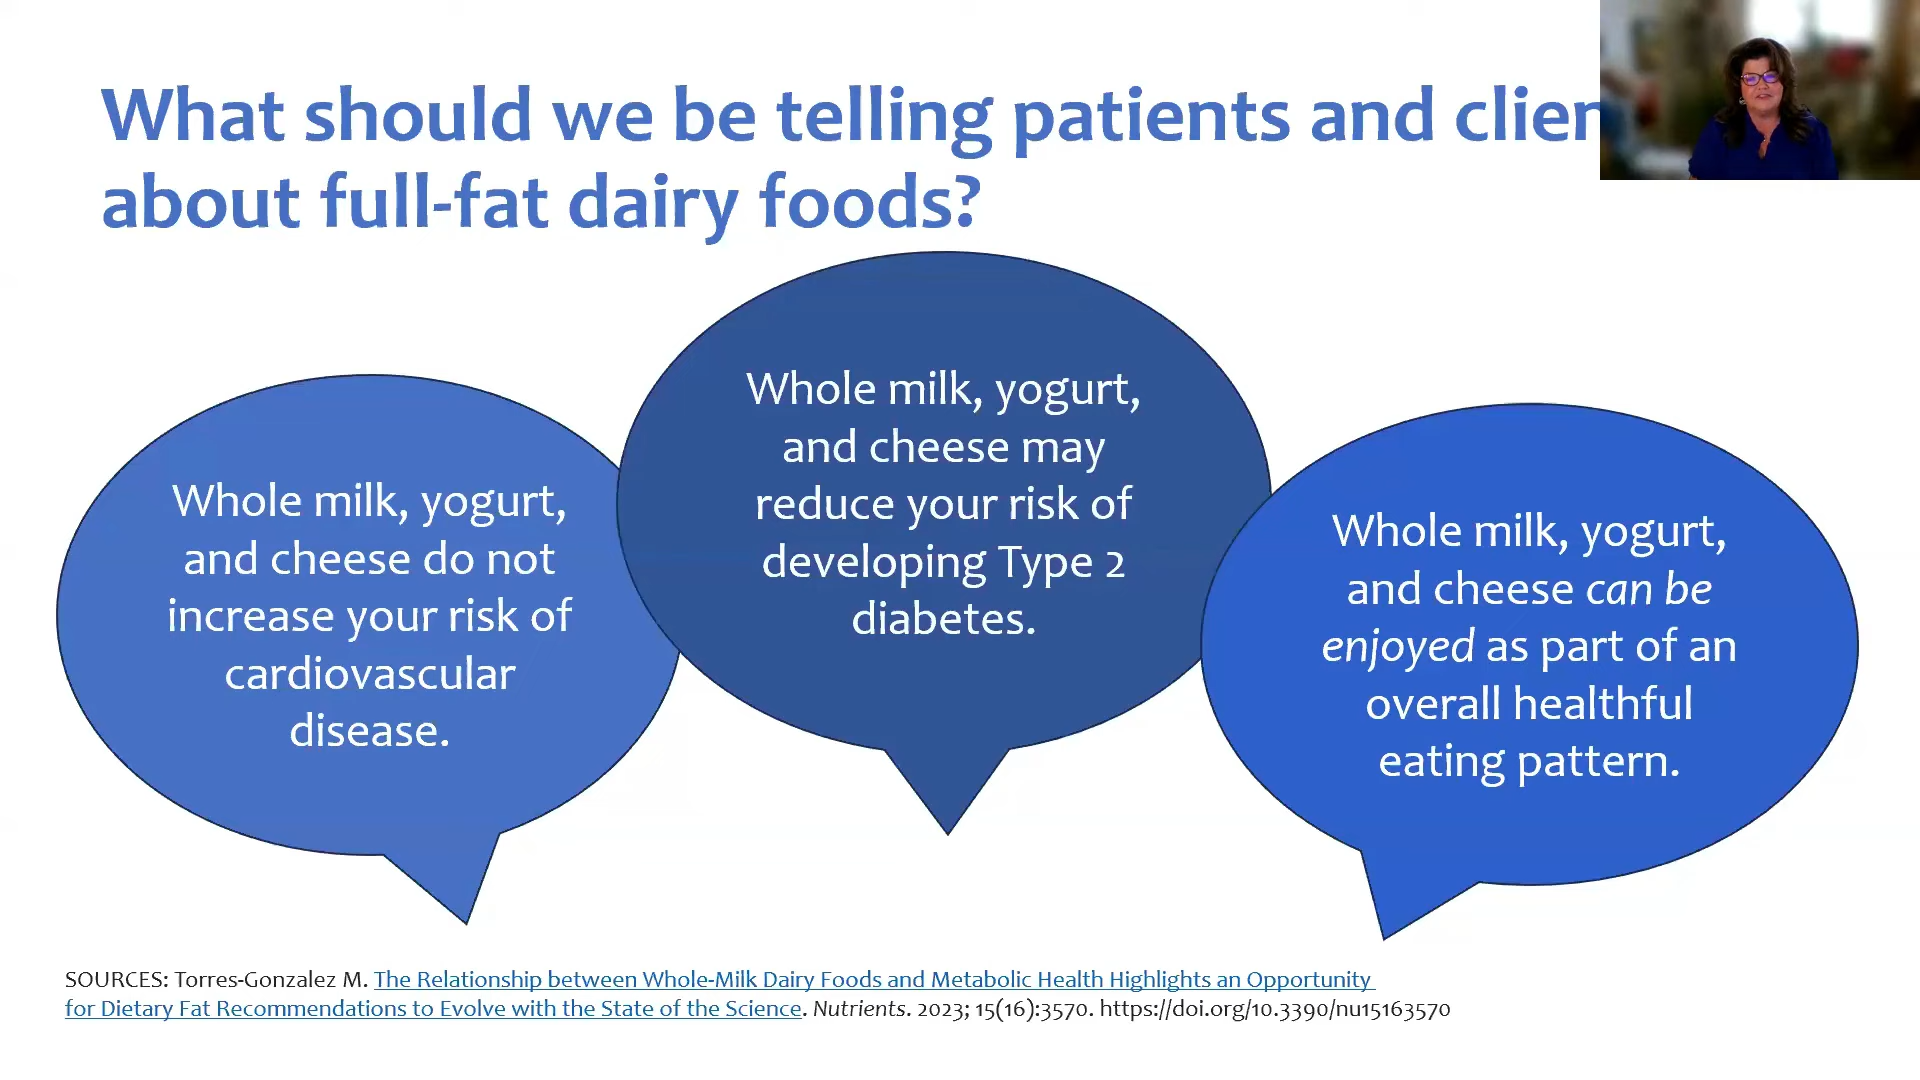 What should we be telling patients and clien
about full-fat dairy foods?
Whole milk, yogurt,
and cheese do not
increase your risk of
cardiovascular
disease.
Whole milk, yogurt,
and cheese may
reduce your risk of
developing Type 2
diabetes.
Whole milk, yogurt,
and cheese can be
enjoyed as part of an
overall healthful
eating pattern.
SOURCES: Torres-Gonzalez M. The Relationship between Whole-Milk Dairy Foods and Metabolic Health Highlights an Opportunity
for Dietary Fat Recommendations to Evolve with the State of the Science. Nutrients. 2023; 15(16):3570. https://doi.org/10.3390/nu15163570